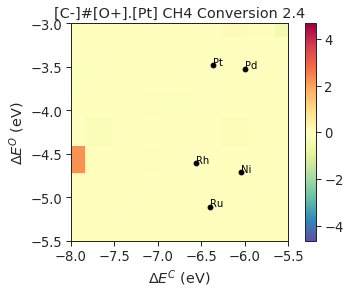 [C-]#[O+].[Pt] CH4 Conversion 2.4
−3.0
−3.5
−4.0
−4.5
−5.0
−5.5
ΔE^O (eV)
Pt
Pd
Rh
Ni
Ru
−8.0 −7.5 −7.0 −6.5 −6.0 −5.5
ΔE^C (eV)
4
2
0
−2
−4